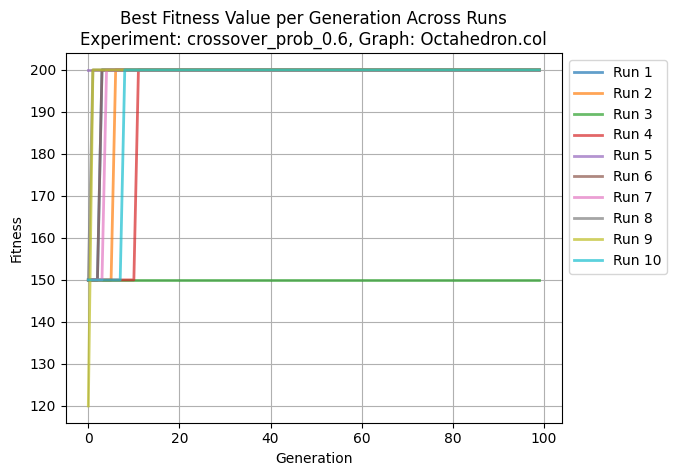 Best Fitness Value per Generation Across Runs
Experiment: crossover_prob_0.6, Graph: Octahedron.col
Fitness
200
190
180
170
160
150
140
130
120
0 20 40 60 80 100
Generation
Run 1
Run 2
Run 3
Run 4
Run 5
Run 6
Run 7
Run 8
Run 9
Run 10